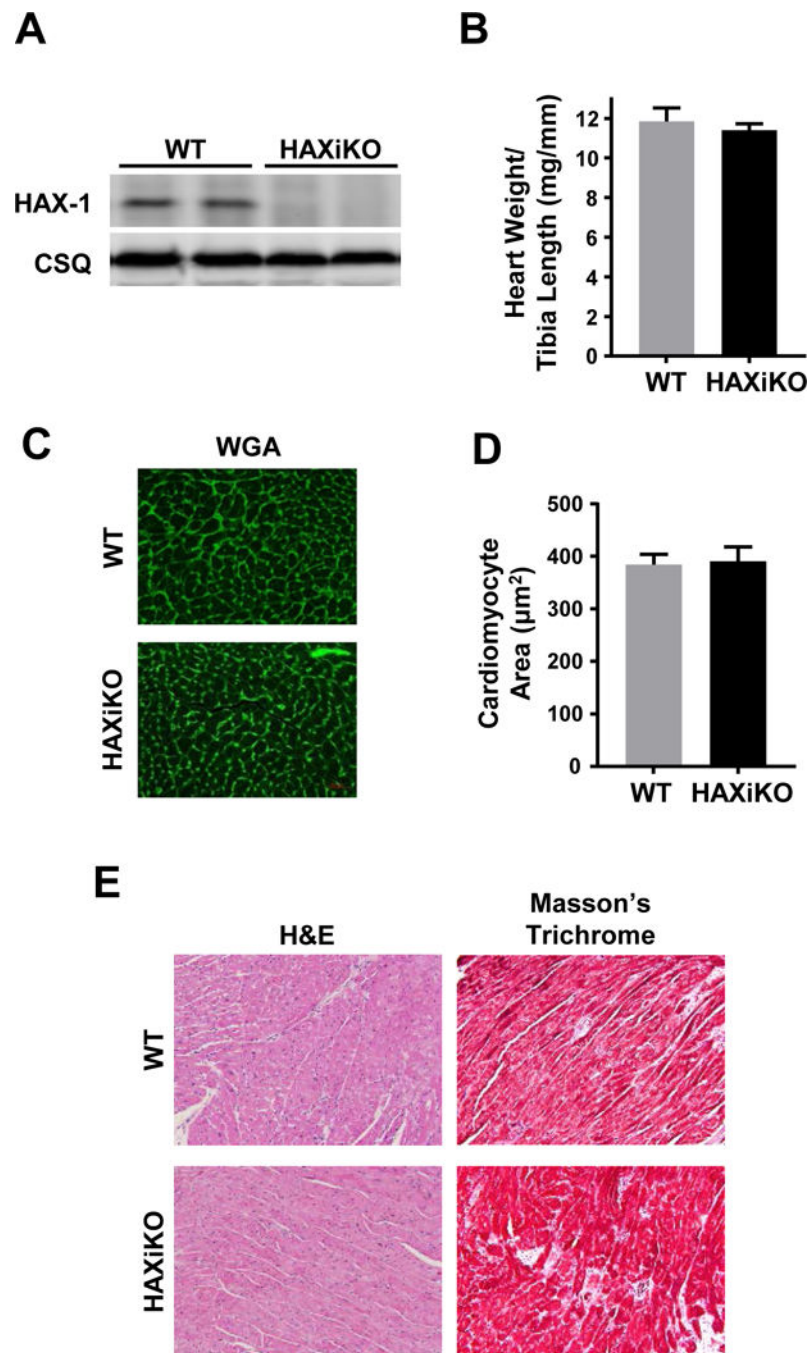 A
WT HAXiKO
HAX-1
CSQ
B
Heart Weight/
Tibia Length (mg/mm)
12
10
8
6
4
2
0
WT HAXiKO
C
WGA
WT
HAXiKO
D
Cardiomyocyte
Area (µm²)
500
400
300
200
100
0
WT HAXiKO
E
H&E
Masson's
Trichrome
WT
HAXiKO